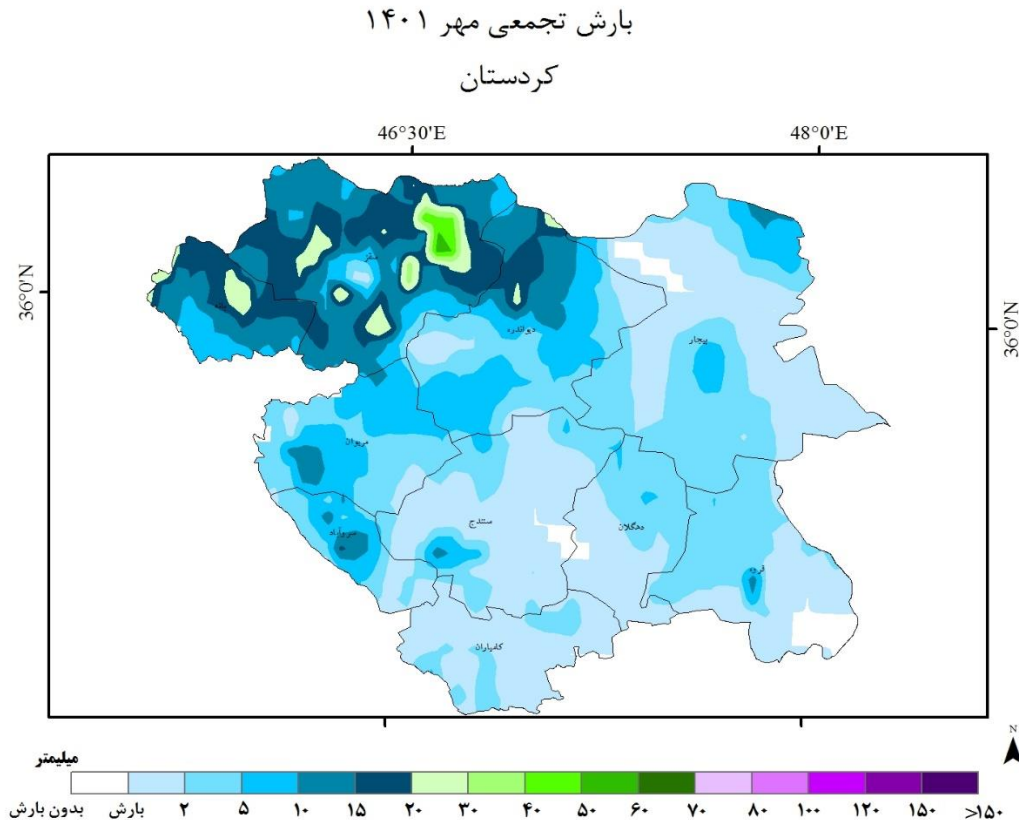 بارش تجمعی مهر ۱۴۰۱
کردستان
46°30'E
48°0'E
36°0'N
36°0'N
سقز
بانه
دیواندره
بیجار
مریوان
سنندج
دهگلان
سروآباد
قروه
کامیاران
N
میلیمتر
بدون بارش بارش ۲ ۵ ۱۰ ۱۵ ۲۰ ۳۰ ۴۰ ۵۰ ۶۰ ۷۰ ۸۰ ۱۰۰ ۱۲۰ ۱۵۰ >۱۵۰